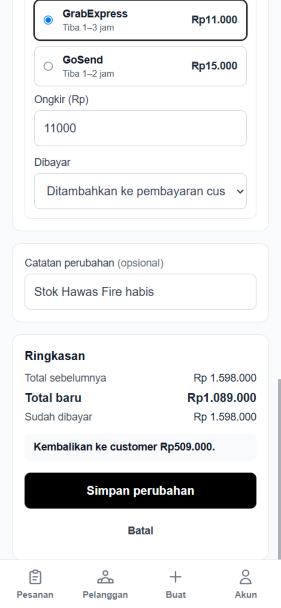 GrabExpress
Tiba 1–3 jam
Rp11.000
GoSend
Tiba 1–2 jam
Rp15.000
Ongkir (Rp)
11000
Dibayar
Ditambahkan ke pembayaran cus
Catatan perubahan (opsional)
Stok Hawas Fire habis
Ringkasan
Total sebelumnya Rp 1.598.000
Total baru Rp1.089.000
Sudah dibayar Rp 1.598.000
Kembalikan ke customer Rp509.000.
Simpan perubahan
Batal
Pesanan Pelanggan Buat Akun